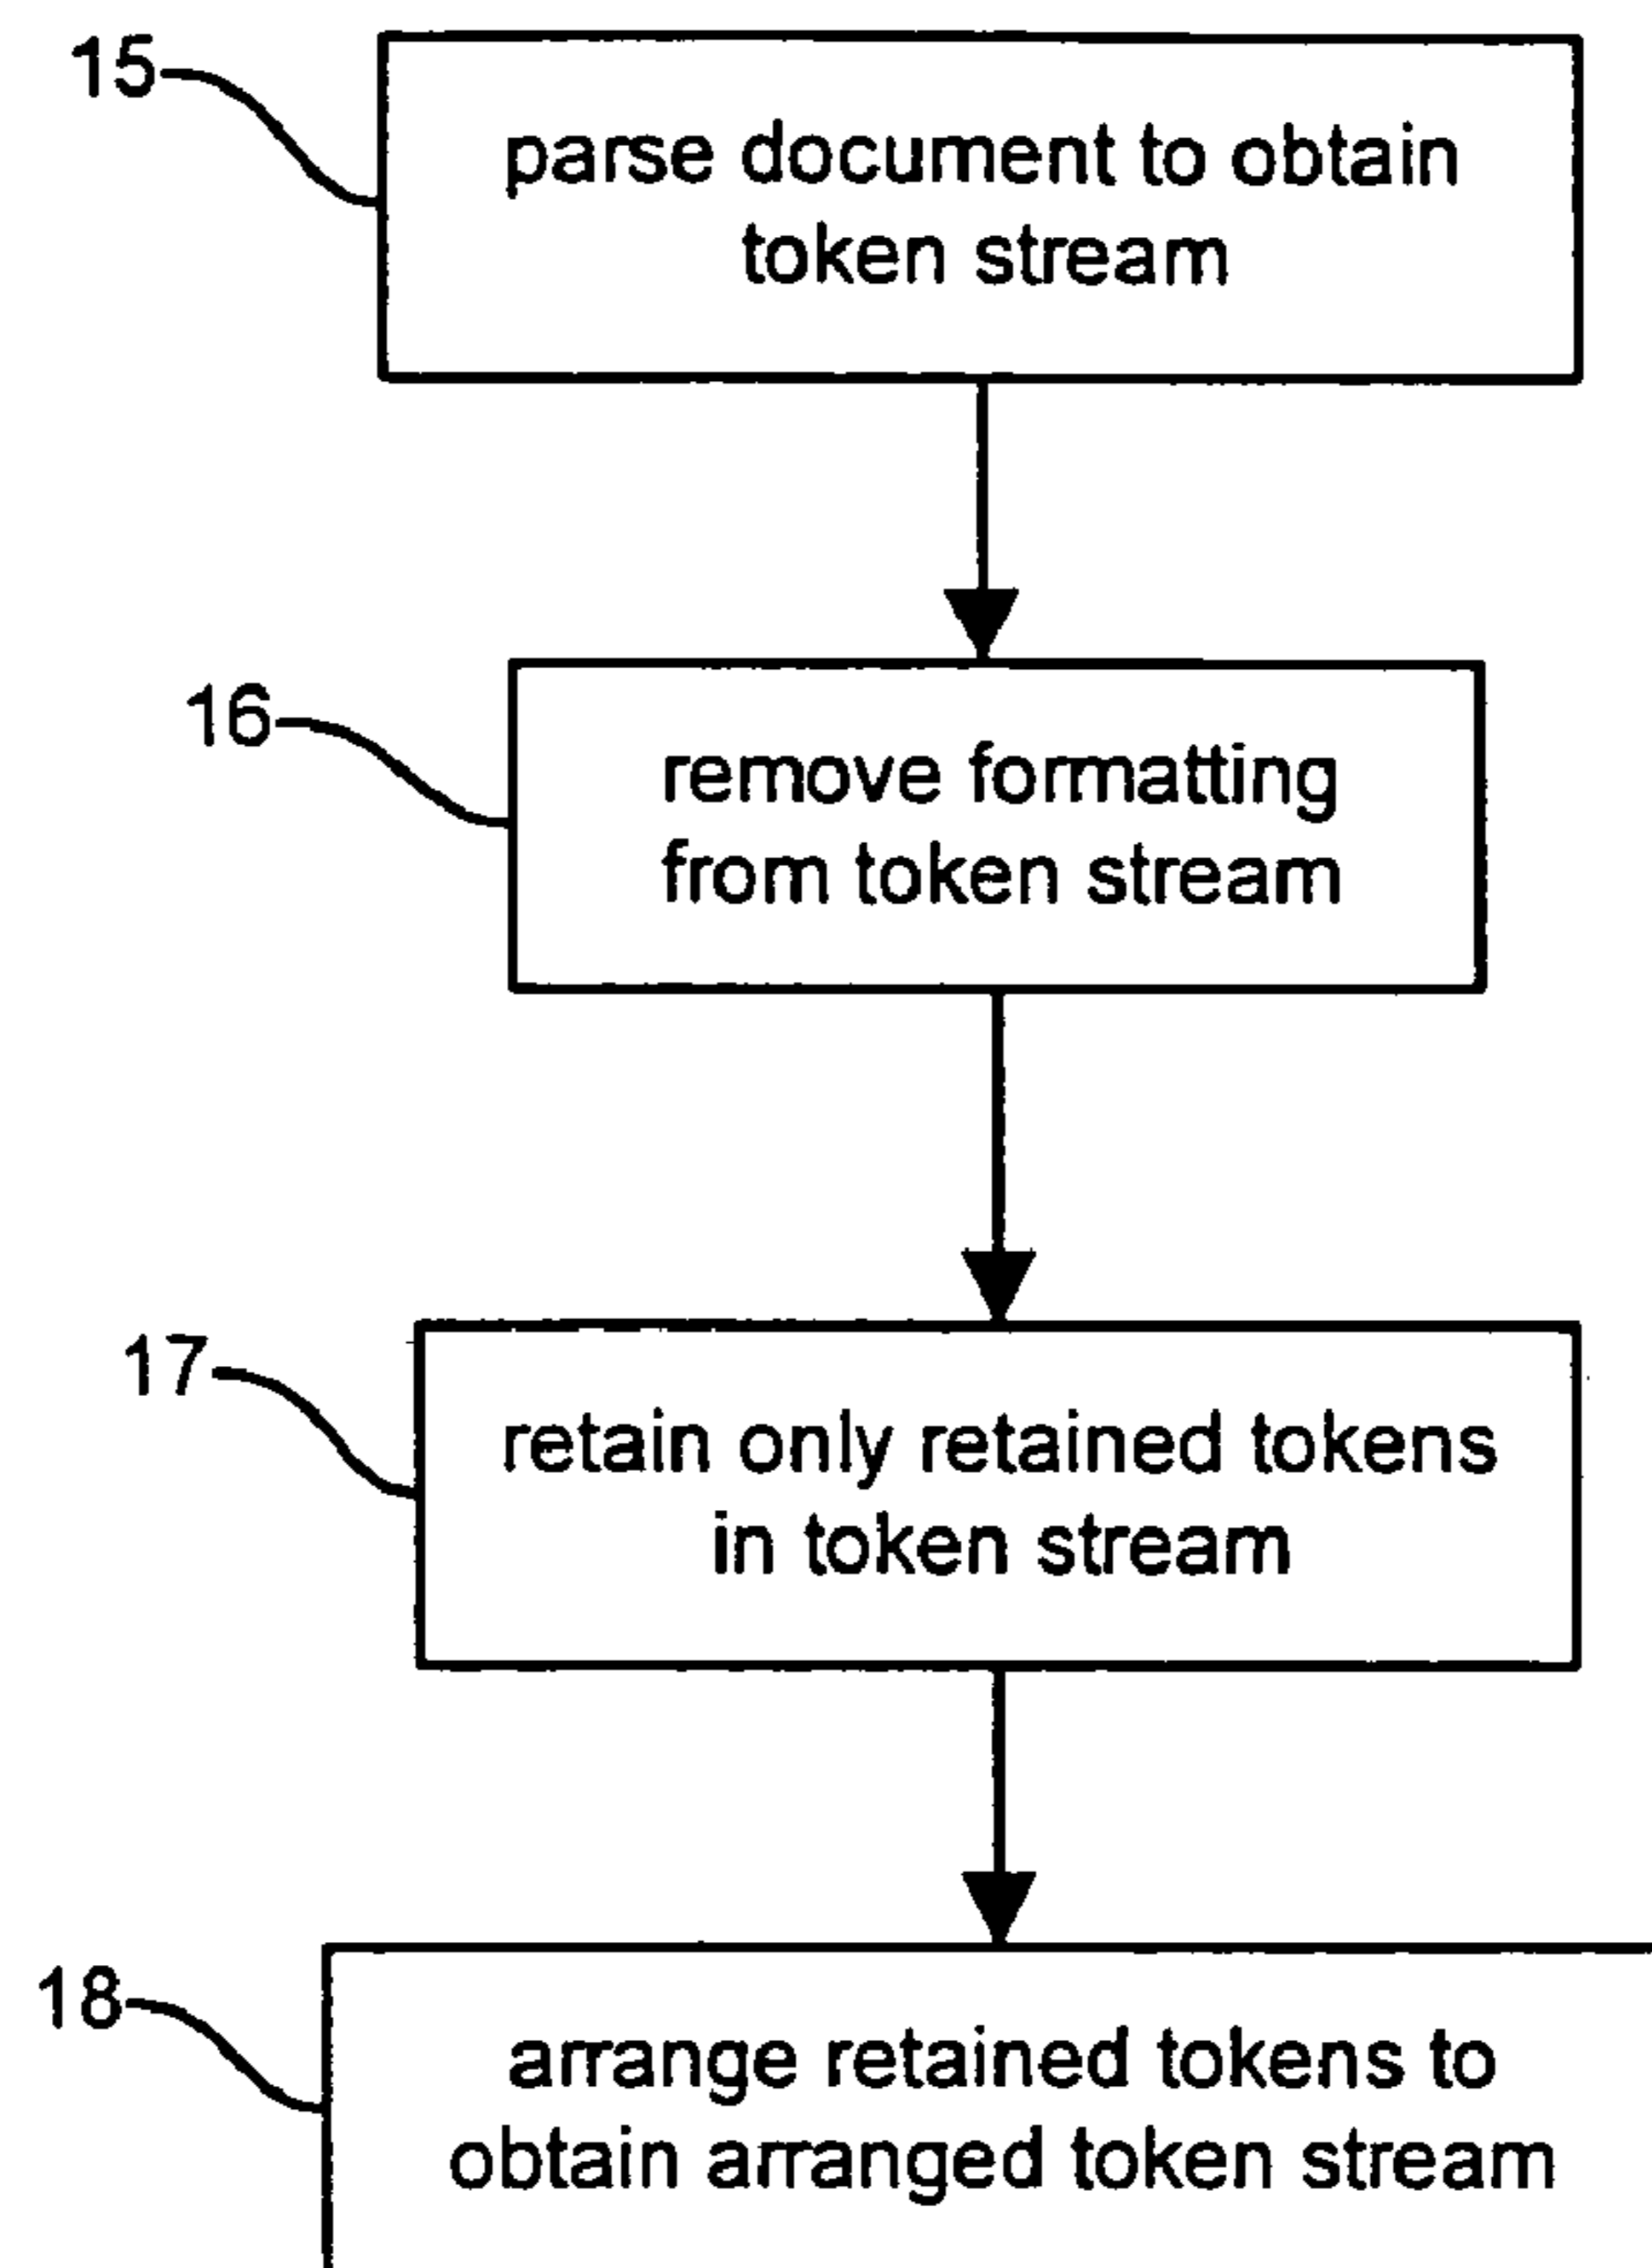 15
parse document to obtain
token stream
16
remove formatting
from token stream
17
retain only retained tokens
in token stream
18
arrange retained tokens to
obtain arranged token stream